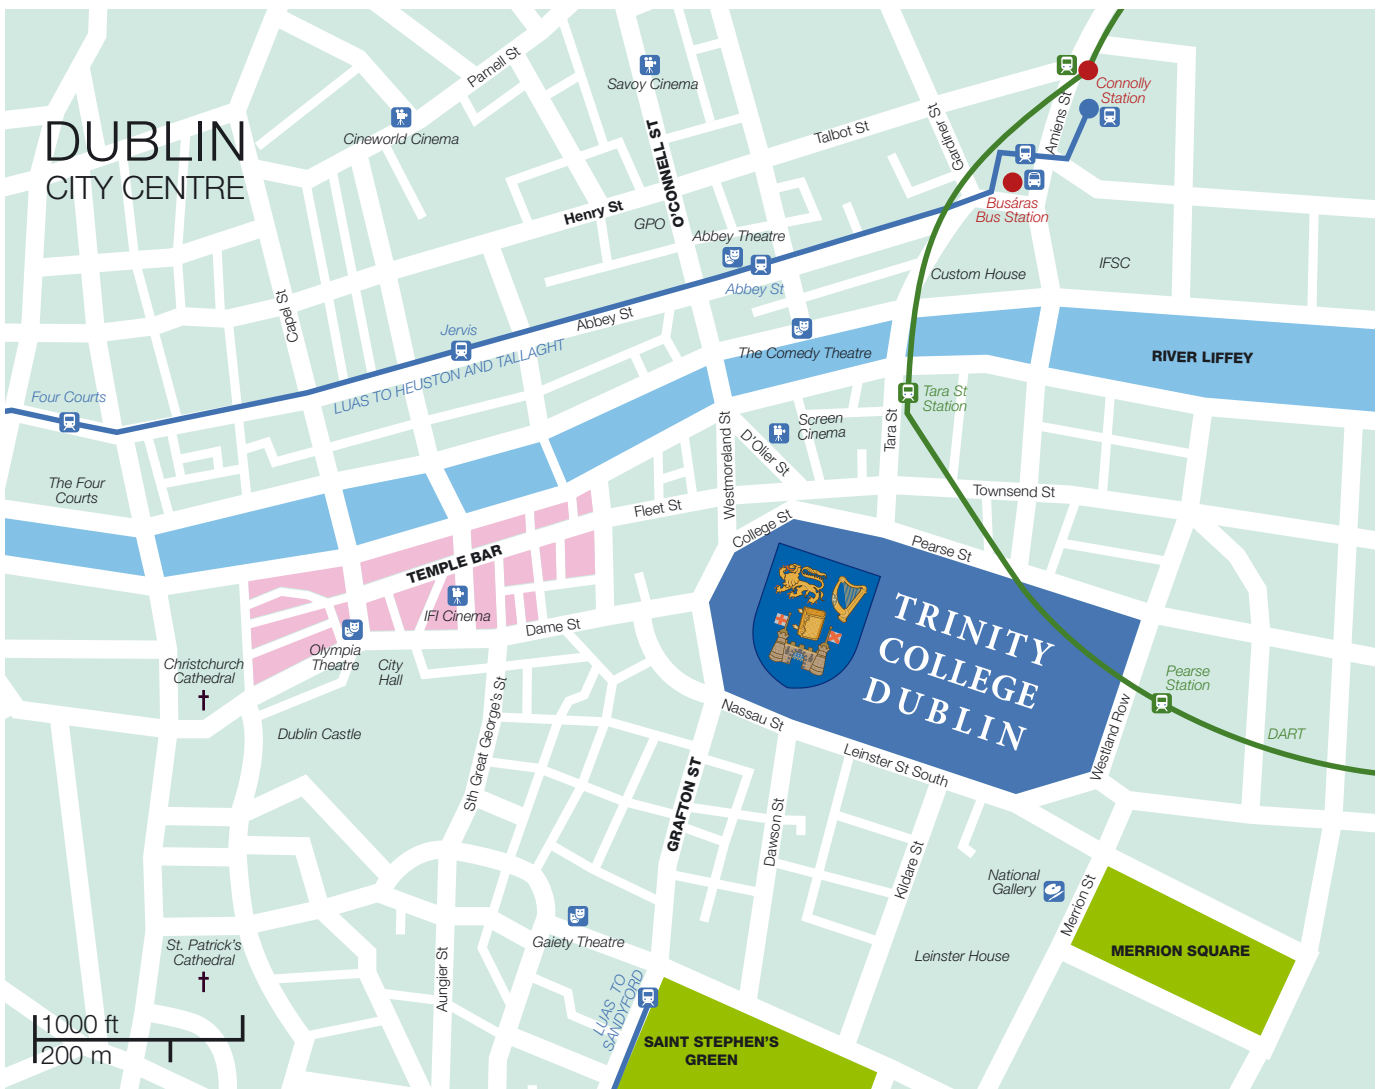 DUBLIN
CITY CENTRE
Parnell St
Savoy Cinema
Cineworld Cinema
O'CONNELL ST
Talbot St
Gardiner St
Amiens St
Connolly
Station
Busáras
Bus Station
Henry St
GPO
Abbey Theatre
Abbey St
Custom House
IFSC
Capel St
Jervis
Abbey St
LUAS TO HEUSTON AND TALLAGHT
The Comedy Theatre
RIVER LIFFEY
Four Courts
Tara St
Station
Screen
Cinema
Westmoreland St
D'Olier St
Tara St
The Four
Courts
Fleet St
Townsend St
College St
Pearse St
TEMPLE BAR
IFI Cinema
Dame St
Olympia
Theatre
City
Hall
Christchurch
Cathedral
TRINITY
COLLEGE
DUBLIN
Pearse
Station
DART
Westland Row
Nassau St
Leinster St South
Dublin Castle
Sth Great George's St
GRAFTON ST
Dawson St
Kildare St
National
Gallery
Merrion St
MERRION SQUARE
Leinster House
Gaiety Theatre
St. Patrick's
Cathedral
Aungier St
LUAS TO
SANDYFORD
SAINT STEPHEN'S
GREEN
1000 ft
200 m